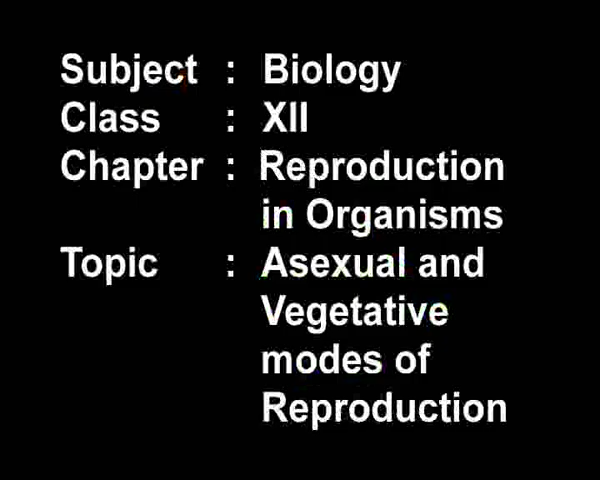 Subject : Biology
Class : XII
Chapter : Reproduction
in Organisms
Topic : Asexual and
Vegetative
modes of
Reproduction